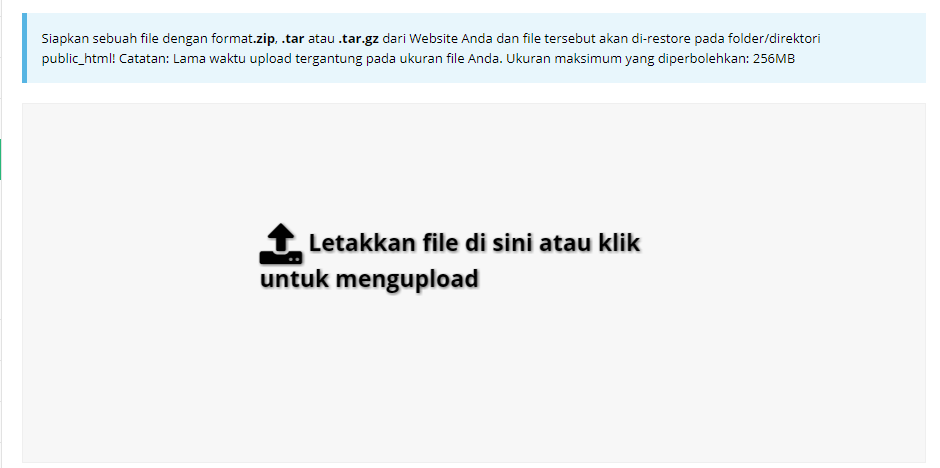 Siapkan sebuah file dengan format.zip, .tar atau .tar.gz dari Website Anda dan file tersebut akan di-restore pada folder/direktori
public_html! Catatan: Lama waktu upload tergantung pada ukuran file Anda. Ukuran maksimum yang diperbolehkan: 256MB
Letakkan file di sini atau klik
untuk mengupload